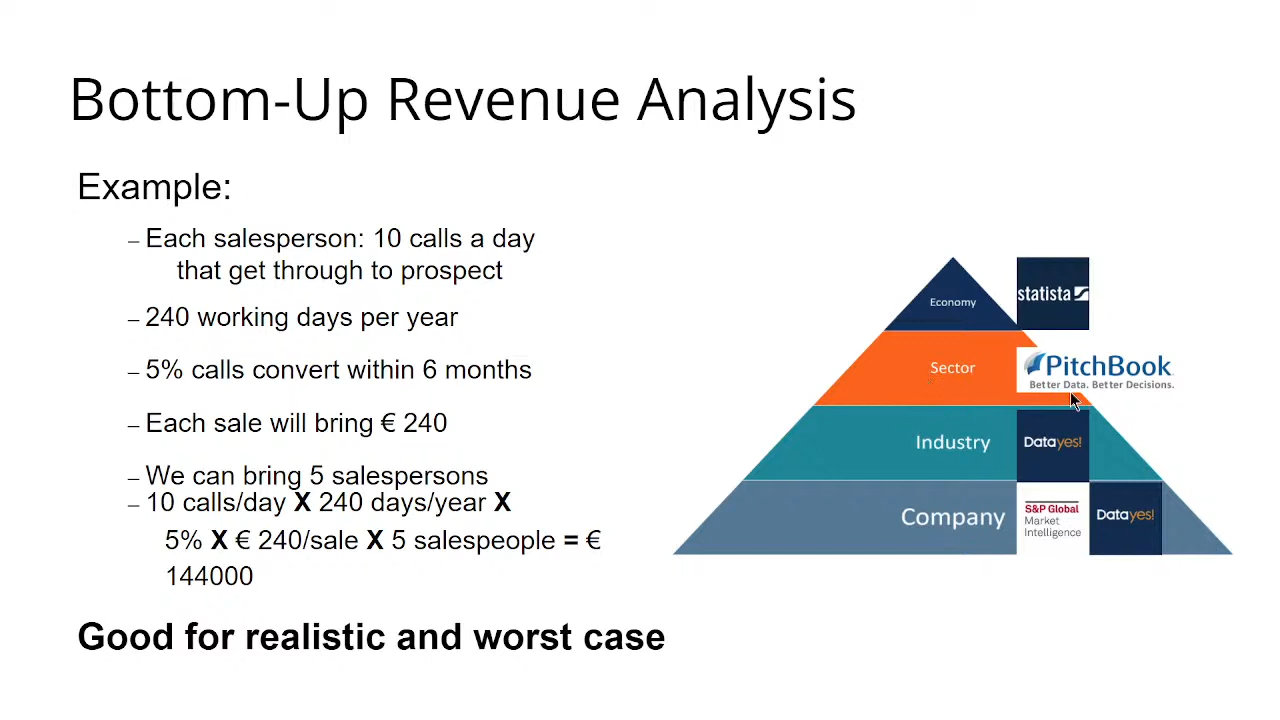 Bottom-Up Revenue Analysis
Example:
– Each salesperson: 10 calls a day
that get through to prospect
– 240 working days per year
– 5% calls convert within 6 months
– Each sale will bring € 240
– We can bring 5 salespersons
– 10 calls/day X 240 days/year X
5% X € 240/sale X 5 salespeople = €
144000
Good for realistic and worst case
Economy
statista
Sector
PitchBook
Better Data. Better Decisions.
Industry
Datayes!
Company
S&P Global
Market
Intelligence
Datayes!